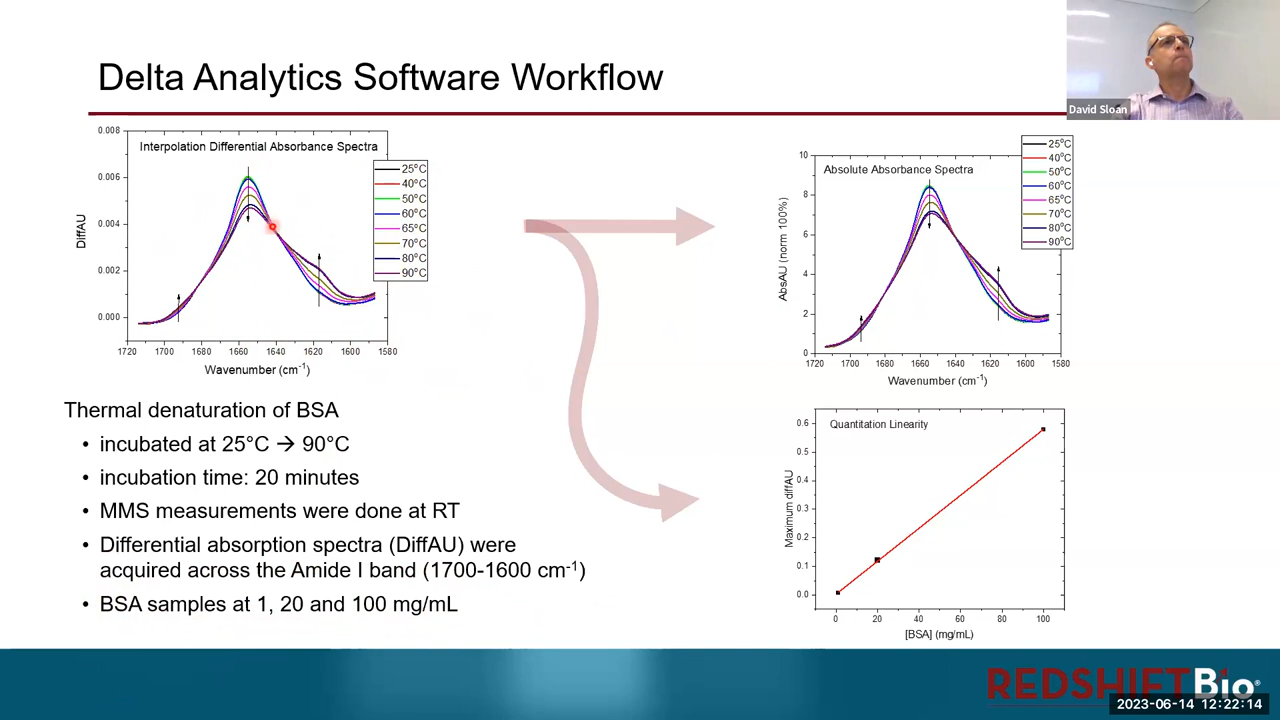 Delta Analytics Software Workflow
David Sloan
Interpolation Differential Absorbance Spectra
DiffAU
0.008
0.006
0.004
0.002
0.000
1720 1700 1680 1660 1640 1620 1600 1580
Wavenumber (cm-1)
25°C
40°C
50°C
60°C
65°C
70°C
80°C
90°C
Absolute Absorbance Spectra
AbsAU (norm 100%)
10
8
6
4
2
0
1720 1700 1680 1660 1640 1620 1600 1580
Wavenumber (cm-1)
25°C
40°C
50°C
60°C
65°C
70°C
80°C
90°C
Thermal denaturation of BSA
• incubated at 25°C → 90°C
• incubation time: 20 minutes
• MMS measurements were done at RT
• Differential absorption spectra (DiffAU) were
acquired across the Amide I band (1700-1600 cm-1)
• BSA samples at 1, 20 and 100 mg/mL
Quantitation Linearity
Maximum diffAU
0.6
0.5
0.4
0.3
0.2
0.1
0.0
0 20 40 60 80 100
[BSA] (mg/mL)
REDSHIFTBio®
2023-06-14 12:22:14